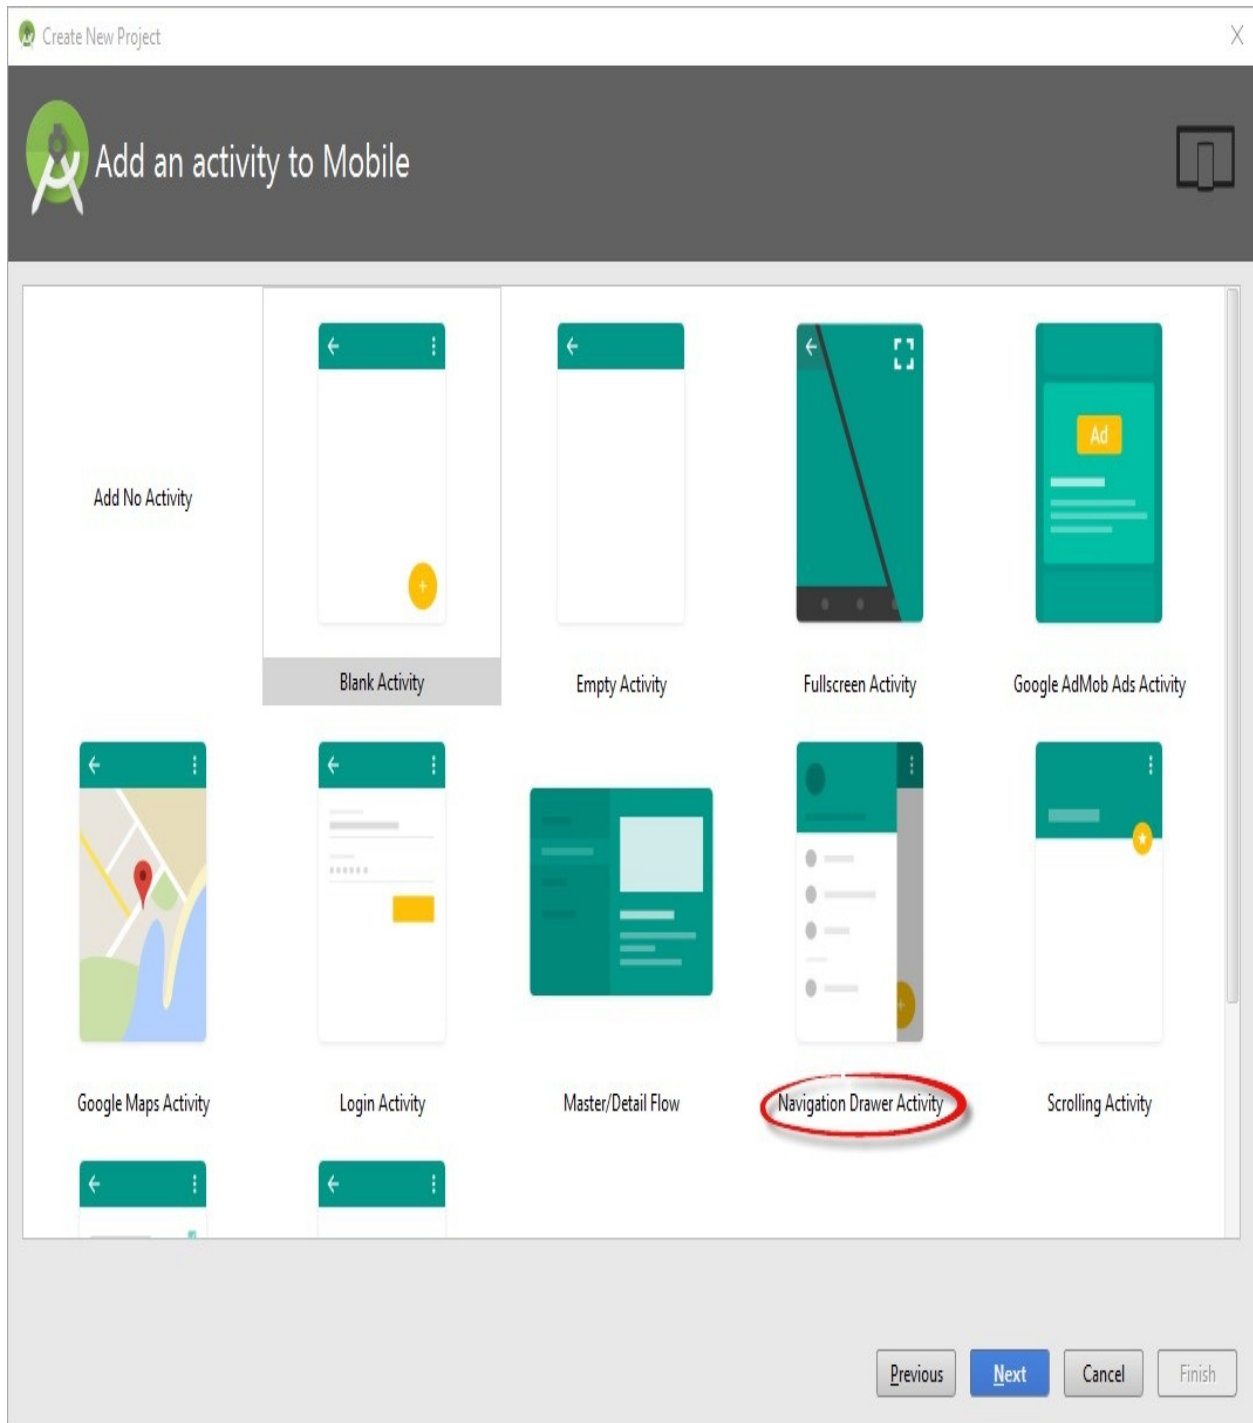 Create New Project
Add an activity to Mobile
Ad
Add No Activity
Blank Activity
Empty Activity
Fullscreen Activity
Google AdMob Ads Activity
Google Maps Activity
Login Activity
Master/Detail Flow
Navigation Drawer Activity
Scrolling Activity
Previous
Next
Cancel
Finish